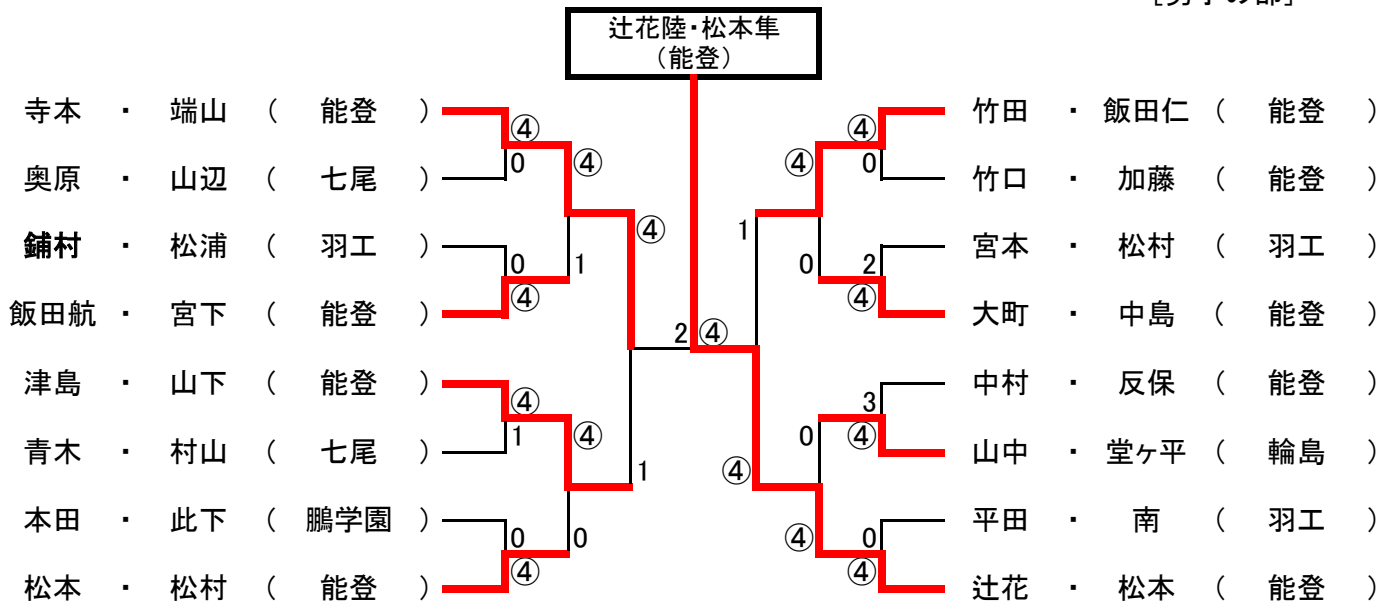 [男子の部]
辻花陸・松本隼
（能登）
寺本 ・ 端山 （ 能登 ）
④
0
④
奥原 ・ 山辺 （ 七尾 ）
鋪村 ・ 松浦 （ 羽工 ）
0
④
1
④
飯田航 ・ 宮下 （ 能登 ）
津島 ・ 山下 （ 能登 ）
④
1
④
青木 ・ 村山 （ 七尾 ）
1
本田 ・ 此下 （ 鵬学園 ）
0
④
0
松本 ・ 松村 （ 能登 ）
2 ④
竹田 ・ 飯田仁 （ 能登 ）
④
0
④
竹口 ・ 加藤 （ 能登 ）
1
宮本 ・ 松村 （ 羽工 ）
0 2
④
大町 ・ 中島 （ 能登 ）
中村 ・ 反保 （ 能登 ）
3
0 ④
山中 ・ 堂ヶ平 （ 輪島 ）
④
平田 ・ 南 （ 羽工 ）
④ 0
④
辻花 ・ 松本 （ 能登 ）